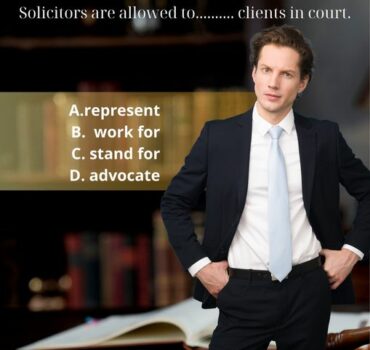 Solicitors are allowed to.......... clients in court.
A.represent
B. work for
C. stand for
D. advocate